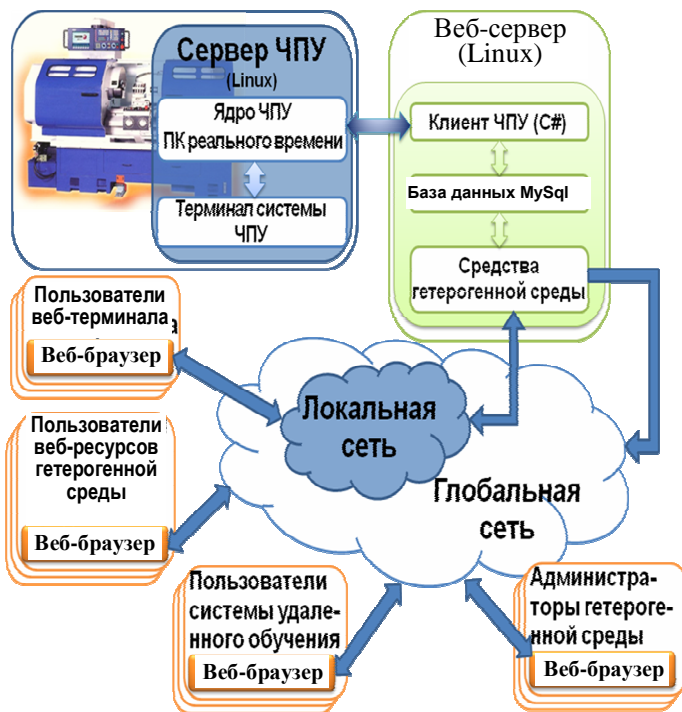 Сервер ЧПУ
(Linux)
Ядро ЧПУ
ПК реального времени
Терминал системы
ЧПУ
Веб-сервер
(Linux)
Клиент ЧПУ (C#)
База данных MySql
Средства
гетерогенной среды
Пользователи
веб-терминала
а
Веб-браузер
Пользователи
веб-ресурсов
гетерогенной
среды
Веб-браузер
Локальная
сеть
Глобальная
сеть
Пользователи
системы удале-
нного обучения
Веб-браузер
Администра-
торы гетероге-
нной среды
Веб-браузер